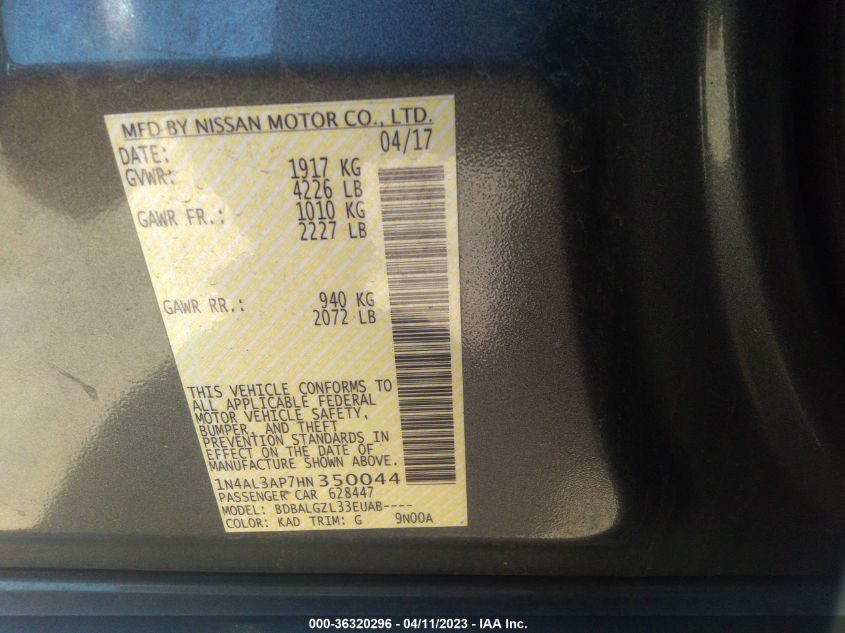 MFD BY NISSAN MOTOR CO., LTD.
DATE: 04/17
GVWR: 1917 KG
4226 LB
GAWR FR.: 1010 KG
2227 LB
GAWR RR.: 940 KG
2072 LB
THIS VEHICLE CONFORMS TO
ALL APPLICABLE FEDERAL
MOTOR VEHICLE SAFETY,
BUMPER, AND THEFT
PREVENTION STANDARDS IN
EFFECT ON THE DATE OF
MANUFACTURE SHOWN ABOVE.
1N4AL3AP7HN350044
PASSENGER CAR 628447
MODEL: BDBALGZL33EUAB----
COLOR: KAD TRIM: G 9N00A
000-36320296 - 04/11/2023 - IAA Inc.